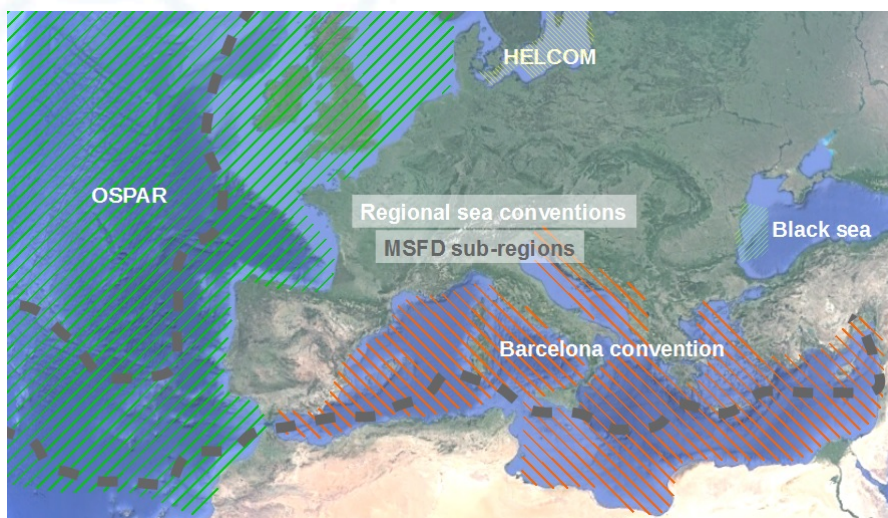 HELCOM
OSPAR
Regional sea conventions
Black sea
MSFD sub-regions
Barcelona convention